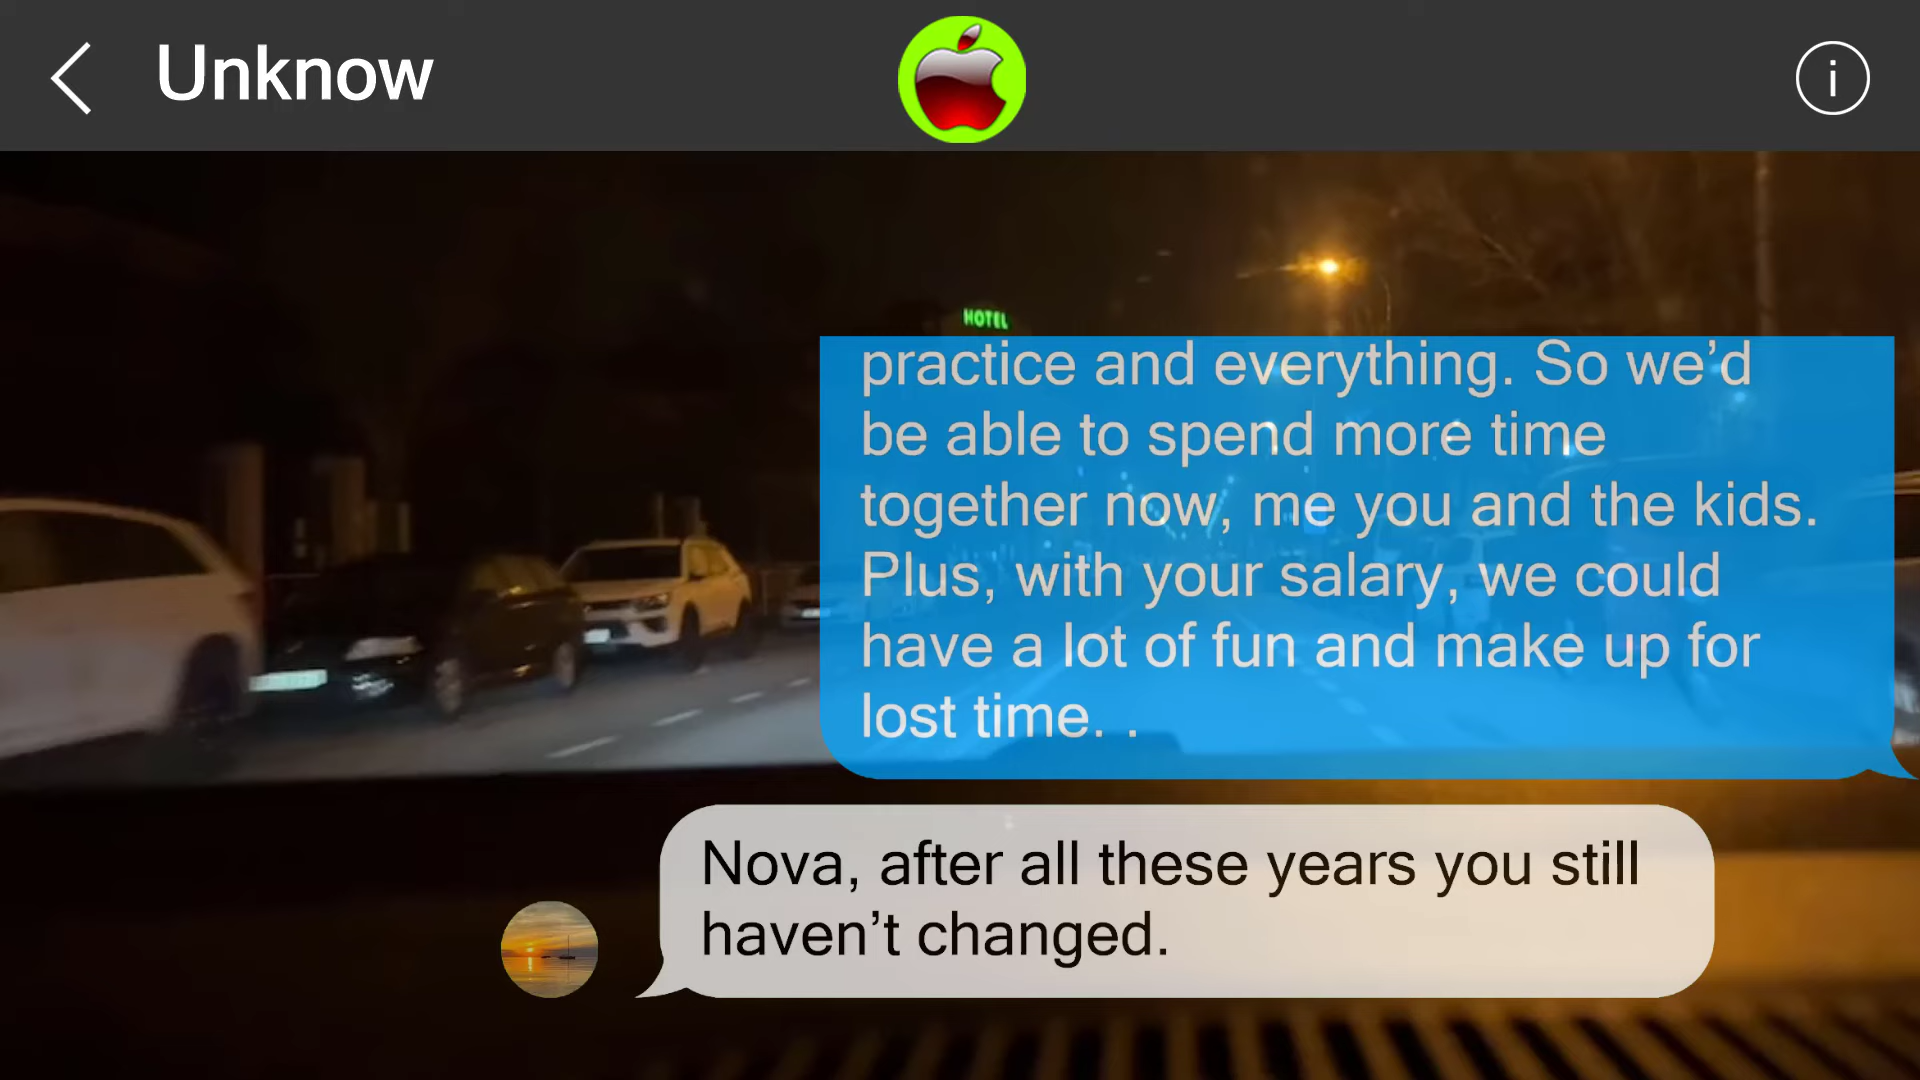 Unknow
i
HOTEL
practice and everything. So we’d
be able to spend more time
together now, me you and the kids.
Plus, with your salary, we could
have a lot of fun and make up for
lost time. .
Nova, after all these years you still
haven’t changed.